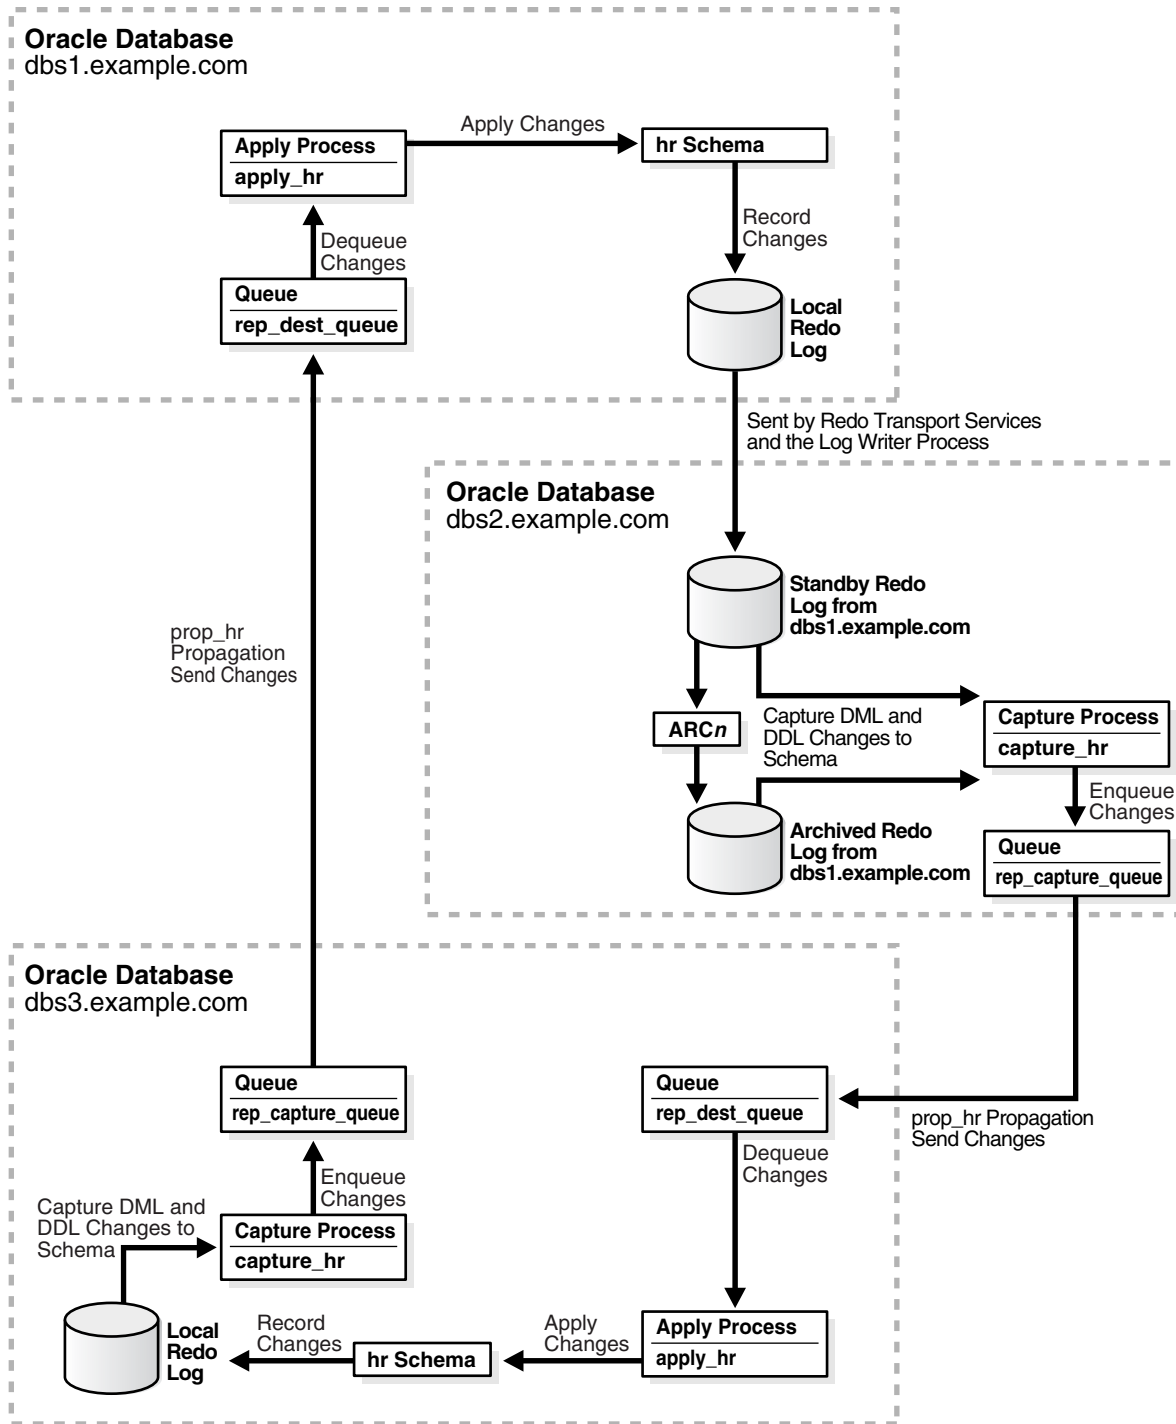 Oracle Database
dbs1.example.com
Apply Process
apply_hr
Apply Changes
hr Schema
Record
Changes
Dequeue
Changes
Queue
rep_dest_queue
Local
Redo
Log
Sent by Redo Transport Services
and the Log Writer Process
Oracle Database
dbs2.example.com
Standby Redo
Log from
dbs1.example.com
prop_hr
Propagation
Send Changes
ARCn
Capture DML and
DDL Changes to
Schema
Capture Process
capture_hr
Enqueue
Changes
Archived Redo
Log from
dbs1.example.com
Queue
rep_capture_queue
Oracle Database
dbs3.example.com
Queue
rep_capture_queue
Queue
rep_dest_queue
prop_hr Propagation
Send Changes
Dequeue
Changes
Enqueue
Changes
Capture DML and
DDL Changes to
Schema
Capture Process
capture_hr
Local
Redo
Log
Record
Changes
hr Schema
Apply
Changes
Apply Process
apply_hr